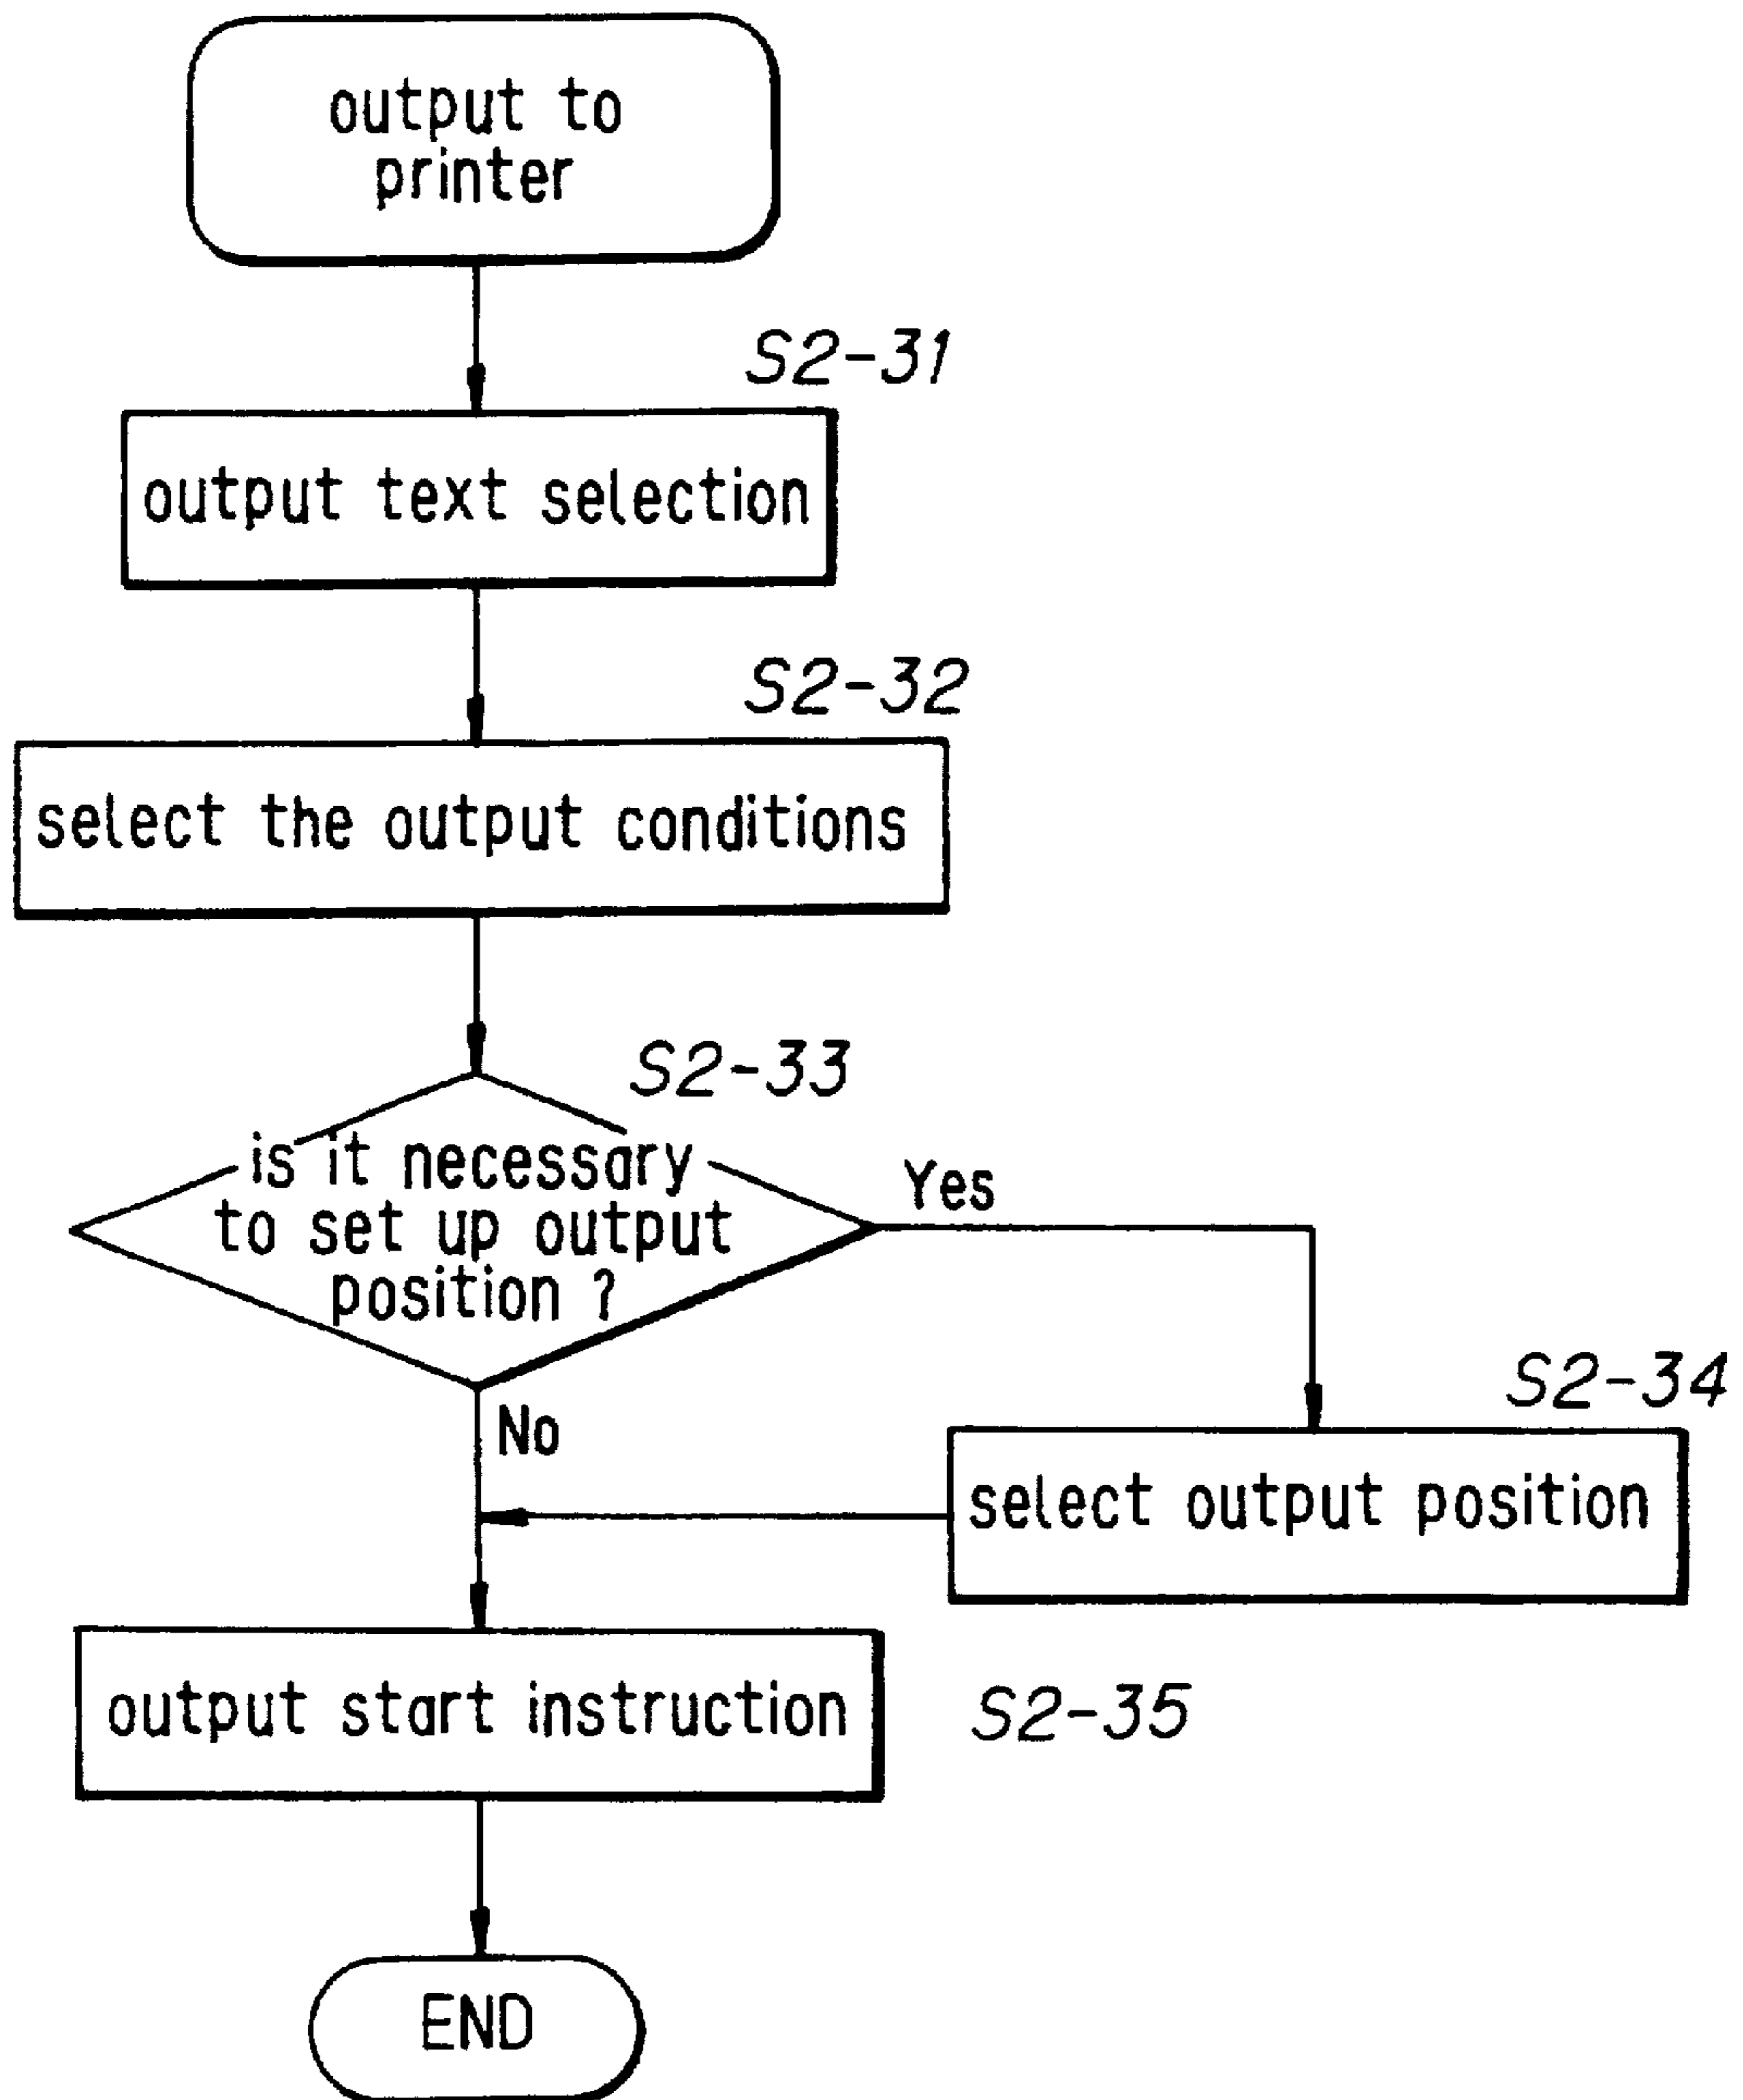 output to
printer
S2-31
output text selection
S2-32
select the output conditions
S2-33
is it necessary
to set up output
position ?
Yes
No
S2-34
select output position
output start instruction
S2-35
END